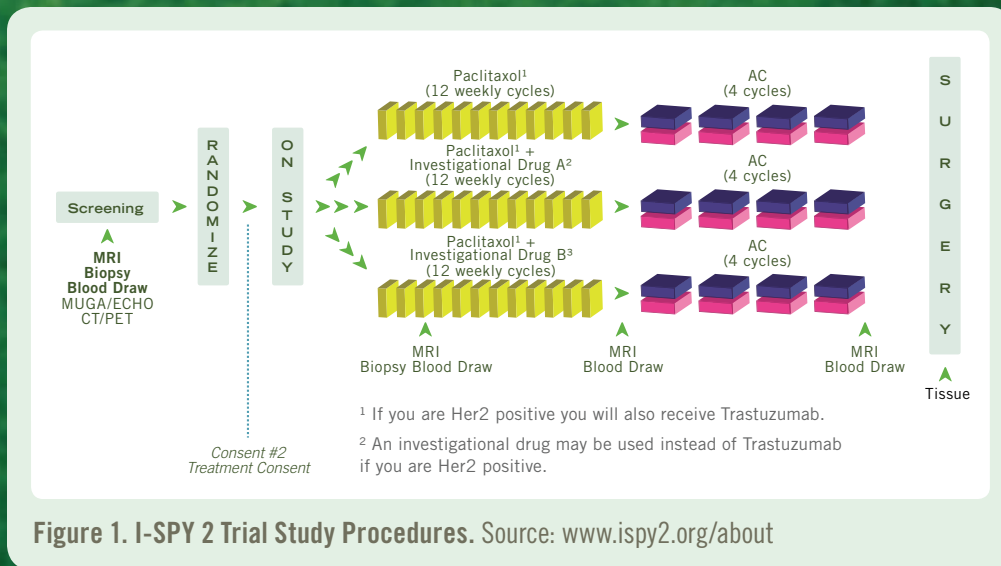 Screening
MRI
Biopsy
Blood Draw
MUGA/ECHO
CT/PET
RANDOMIZE
Consent #2
Treatment Consent
ON STUDY
Paclitaxol¹
(12 weekly cycles)
AC
(4 cycles)
Paclitaxol¹ +
Investigational Drug A²
(12 weekly cycles)
AC
(4 cycles)
Paclitaxol¹ +
Investigational Drug B³
(12 weekly cycles)
AC
(4 cycles)
MRI
Biopsy Blood Draw
MRI
Blood Draw
MRI
Blood Draw
SURGERY
Tissue
¹ If you are Her2 positive you will also receive Trastuzumab.
² An investigational drug may be used instead of Trastuzumab
if you are Her2 positive.
Figure 1. I-SPY 2 Trial Study Procedures. Source: www.ispy2.org/about